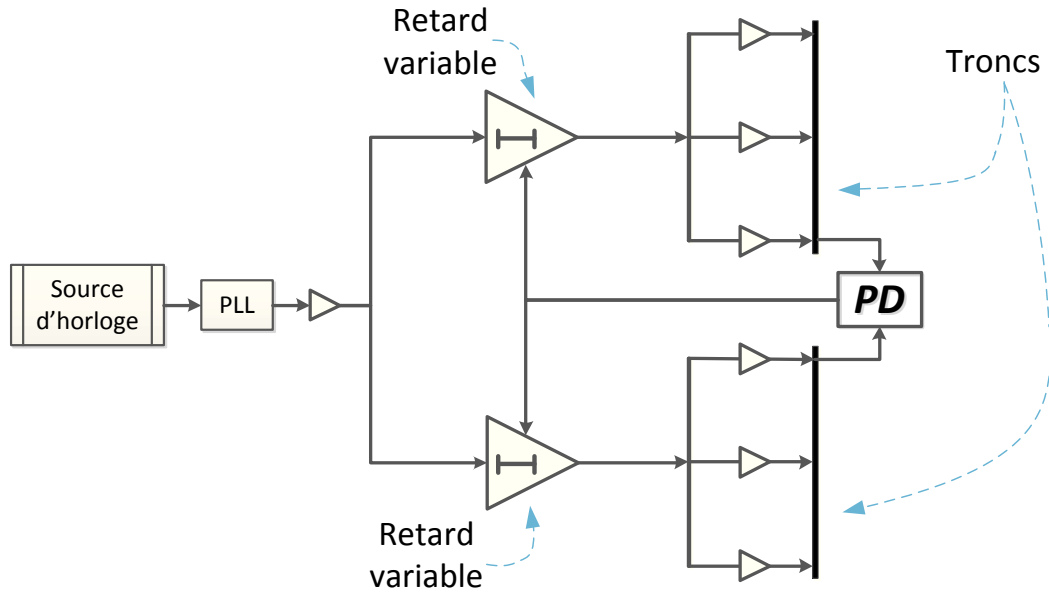 Retard
variable
Troncs
Source
d'horloge
PLL
PD
Retard
variable